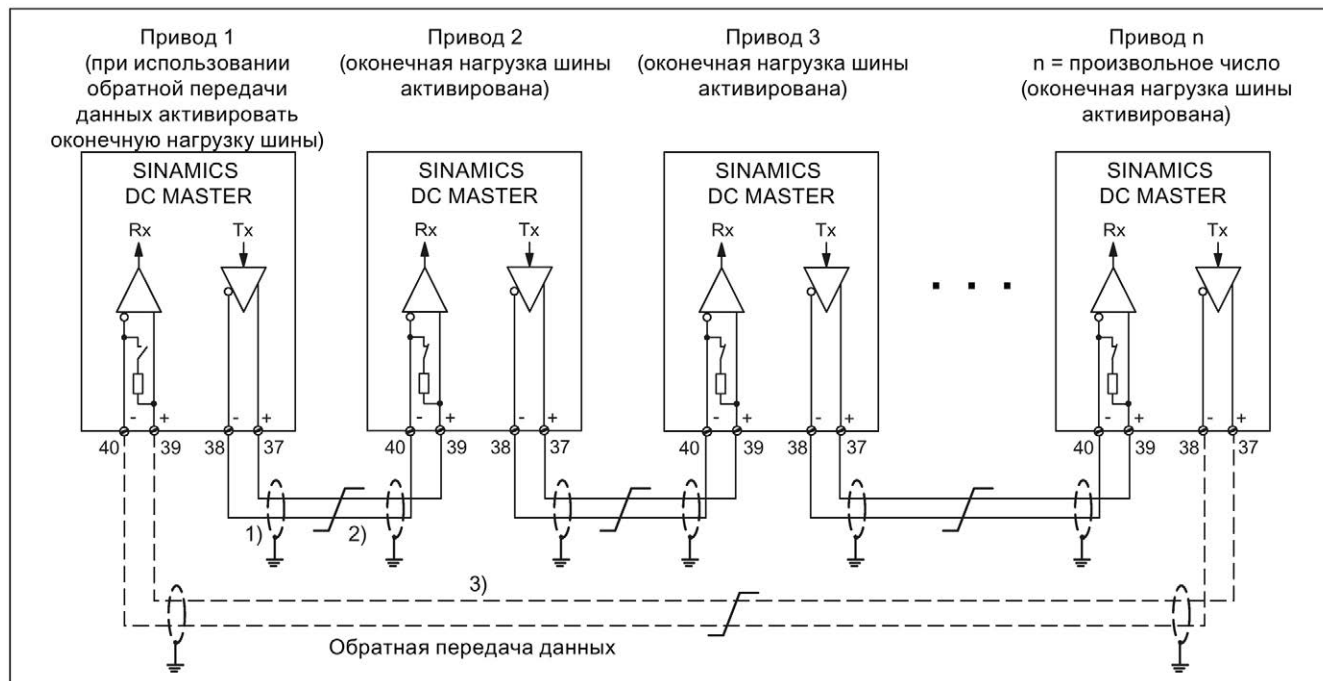 Привод 1
(при использовании
обратной передачи
данных активировать
оконечную нагрузку шины)
Привод 2
(оконечная нагрузка шины
активирована)
Привод 3
(оконечная нагрузка шины
активирована)
Привод n
n = произвольное число
(оконечная нагрузка шины
активирована)
SINAMICS
DC MASTER
Rx Tx
- + - +
40 39 38 37
SINAMICS
DC MASTER
Rx Tx
- + - +
40 39 38 37
SINAMICS
DC MASTER
Rx Tx
- + - +
40 39 38 37
. . .
SINAMICS
DC MASTER
Rx Tx
- + - +
40 39 38 37
1) 2)
3)
Обратная передача данных